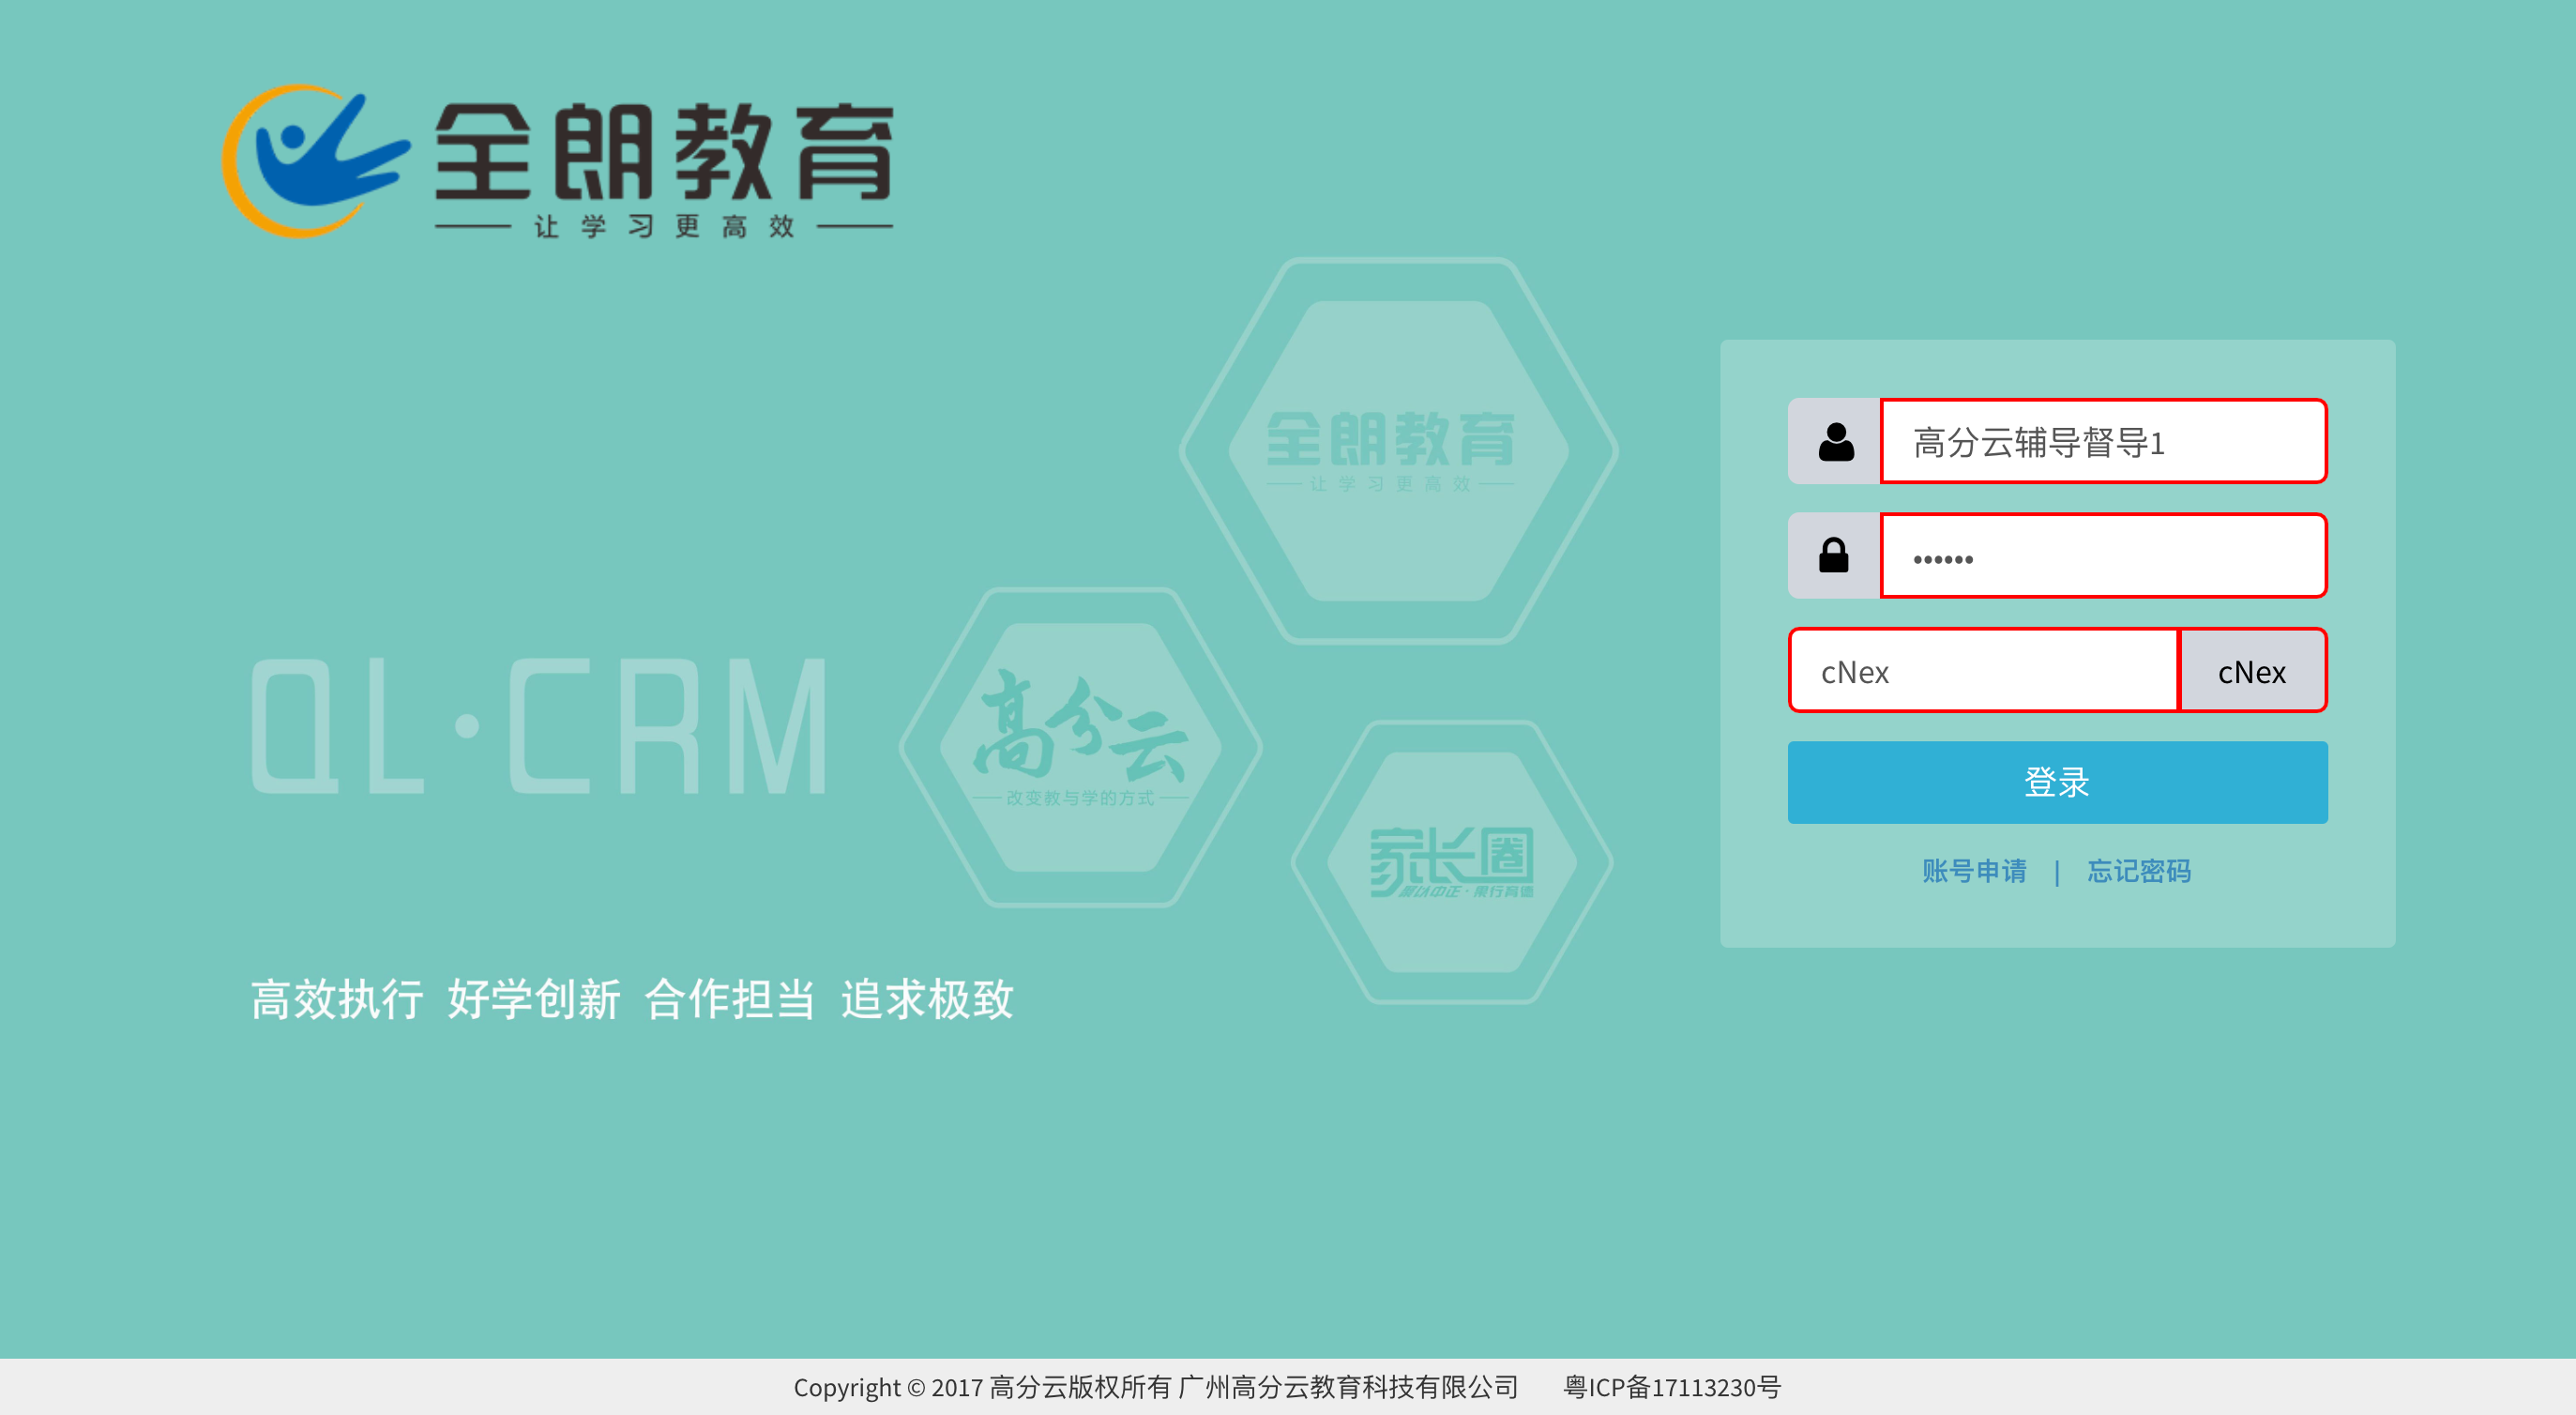 全朗教育
让学习更高效
全朗教育
让学习更高效
高分云辅导督导1
••••••
cNex
cNex
登录
账号申请 | 忘记密码
QL·CRM
高分云
改变教与学的方式
家长圈
高效执行 好学创新 合作担当 追求极致
Copyright © 2017 高分云版权所有 广州高分云教育科技有限公司 粤ICP备17113230号